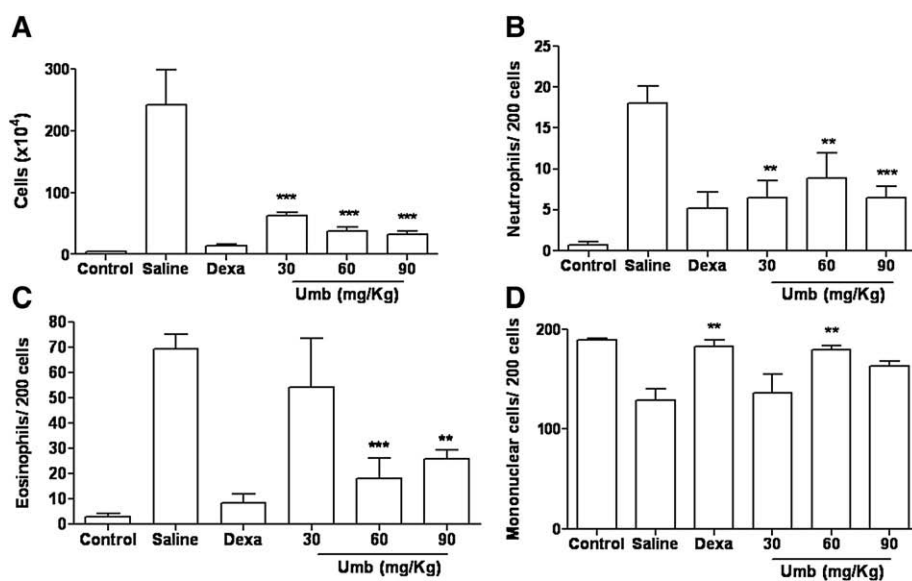 A
Cells (x10⁴)
300
200
100
0
***
***
***
Control Saline Dexa 30 60 90
Umb (mg/Kg)
B
Neutrophils/ 200 cells
25
20
15
10
5
0
**
**
***
Control Saline Dexa 30 60 90
Umb (mg/Kg)
C
Eosinophils/ 200 cells
80
70
60
50
40
30
20
10
0
***
**
Control Saline Dexa 30 60 90
Umb (mg/Kg)
D
Mononuclear cells/ 200 cells
200
100
0
**
**
Control Saline Dexa 30 60 90
Umb (mg/Kg)